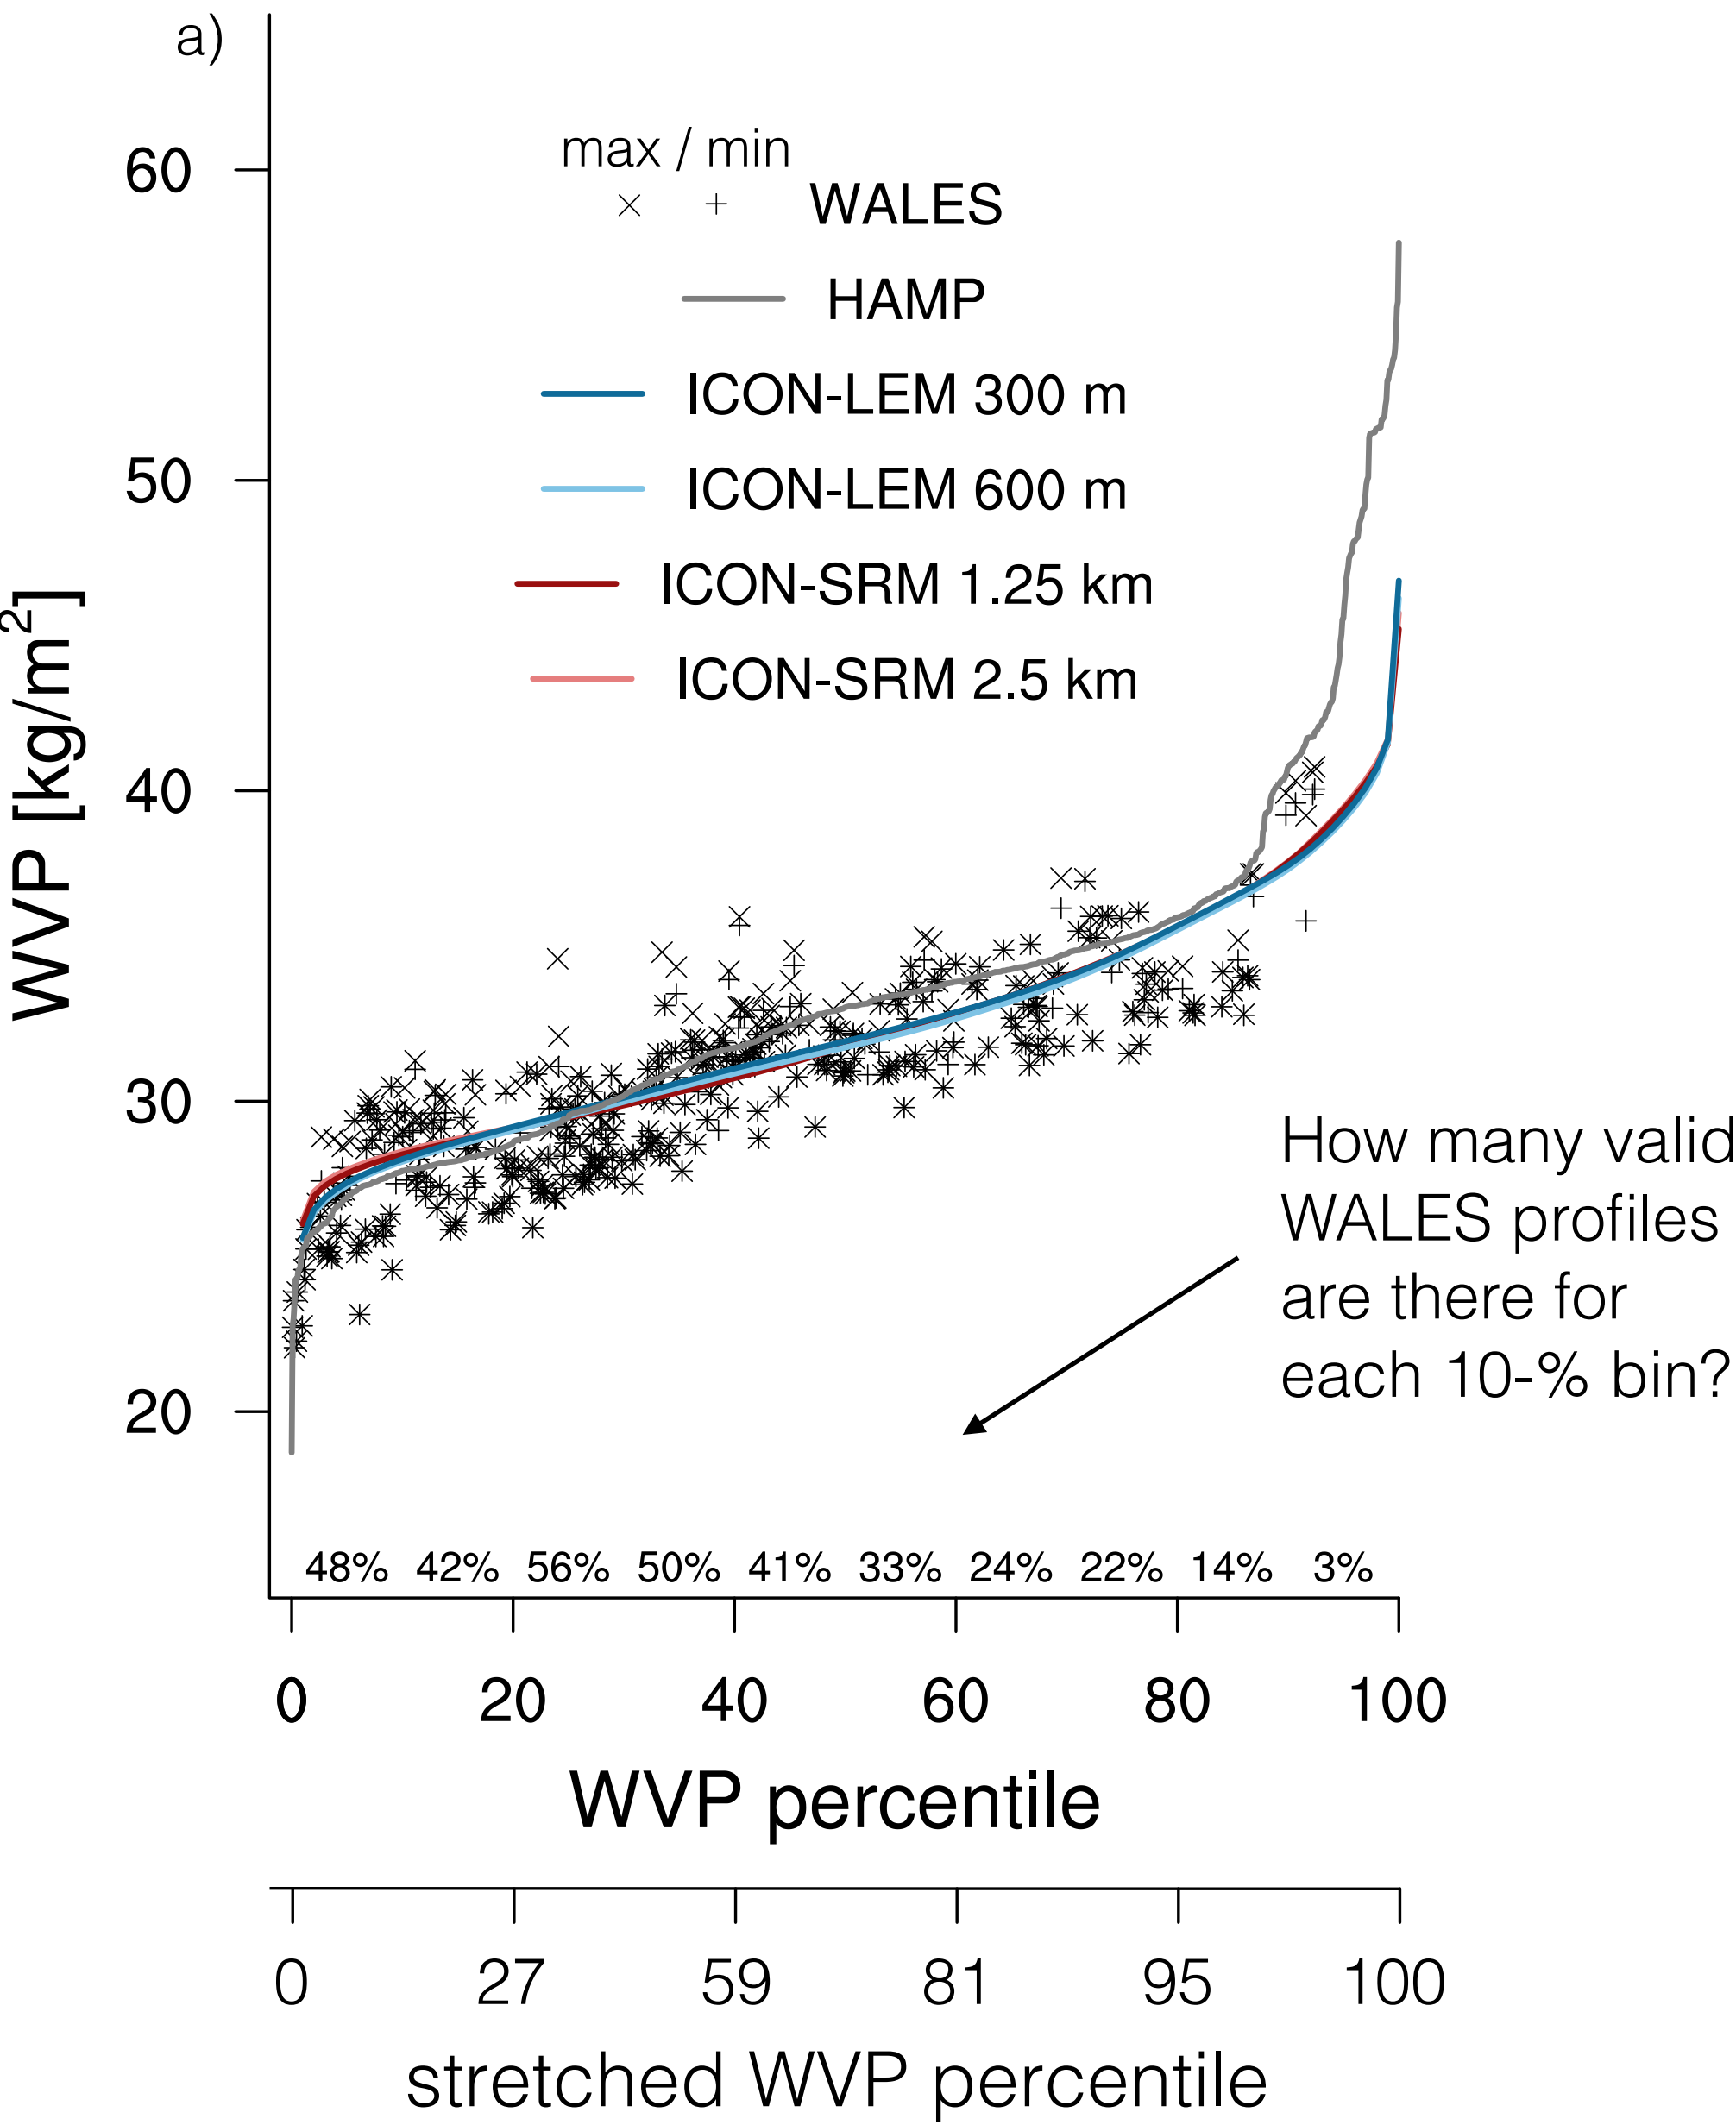 a)
max / min
WALES
HAMP
ICON-LEM 300 m
ICON-LEM 600 m
ICON-SRM 1.25 km
ICON-SRM 2.5 km
WVP [kg/m²]
60
50
40
30
20
How many valid
WALES profiles
are there for
each 10-% bin?
48% 42% 56% 50% 41% 33% 24% 22% 14% 3%
0 20 40 60 80 100
WVP percentile
0 27 59 81 95 100
stretched WVP percentile